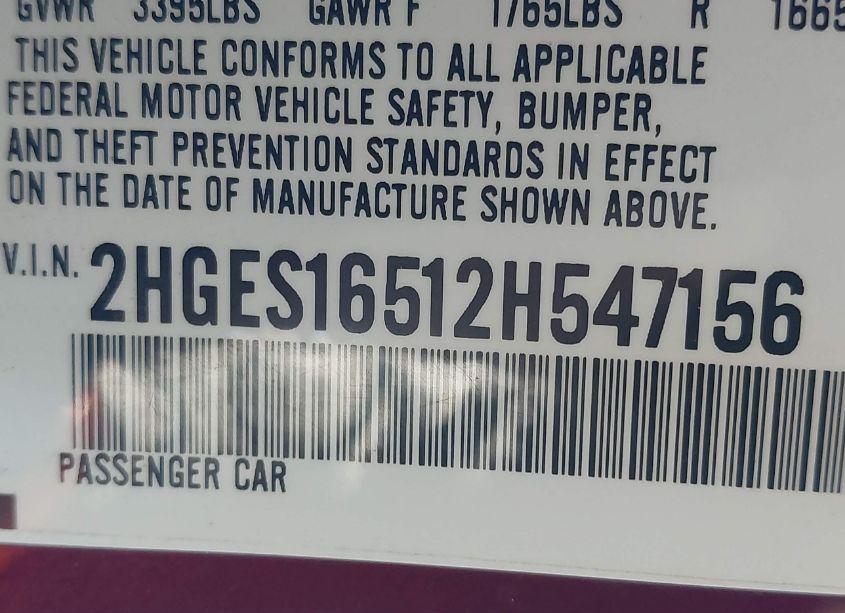 GVWR 3395LBS GAWR F 1765LBS R 1665
THIS VEHICLE CONFORMS TO ALL APPLICABLE
FEDERAL MOTOR VEHICLE SAFETY, BUMPER,
AND THEFT PREVENTION STANDARDS IN EFFECT
ON THE DATE OF MANUFACTURE SHOWN ABOVE.
V.I.N. 2HGES16512H547156
PASSENGER CAR